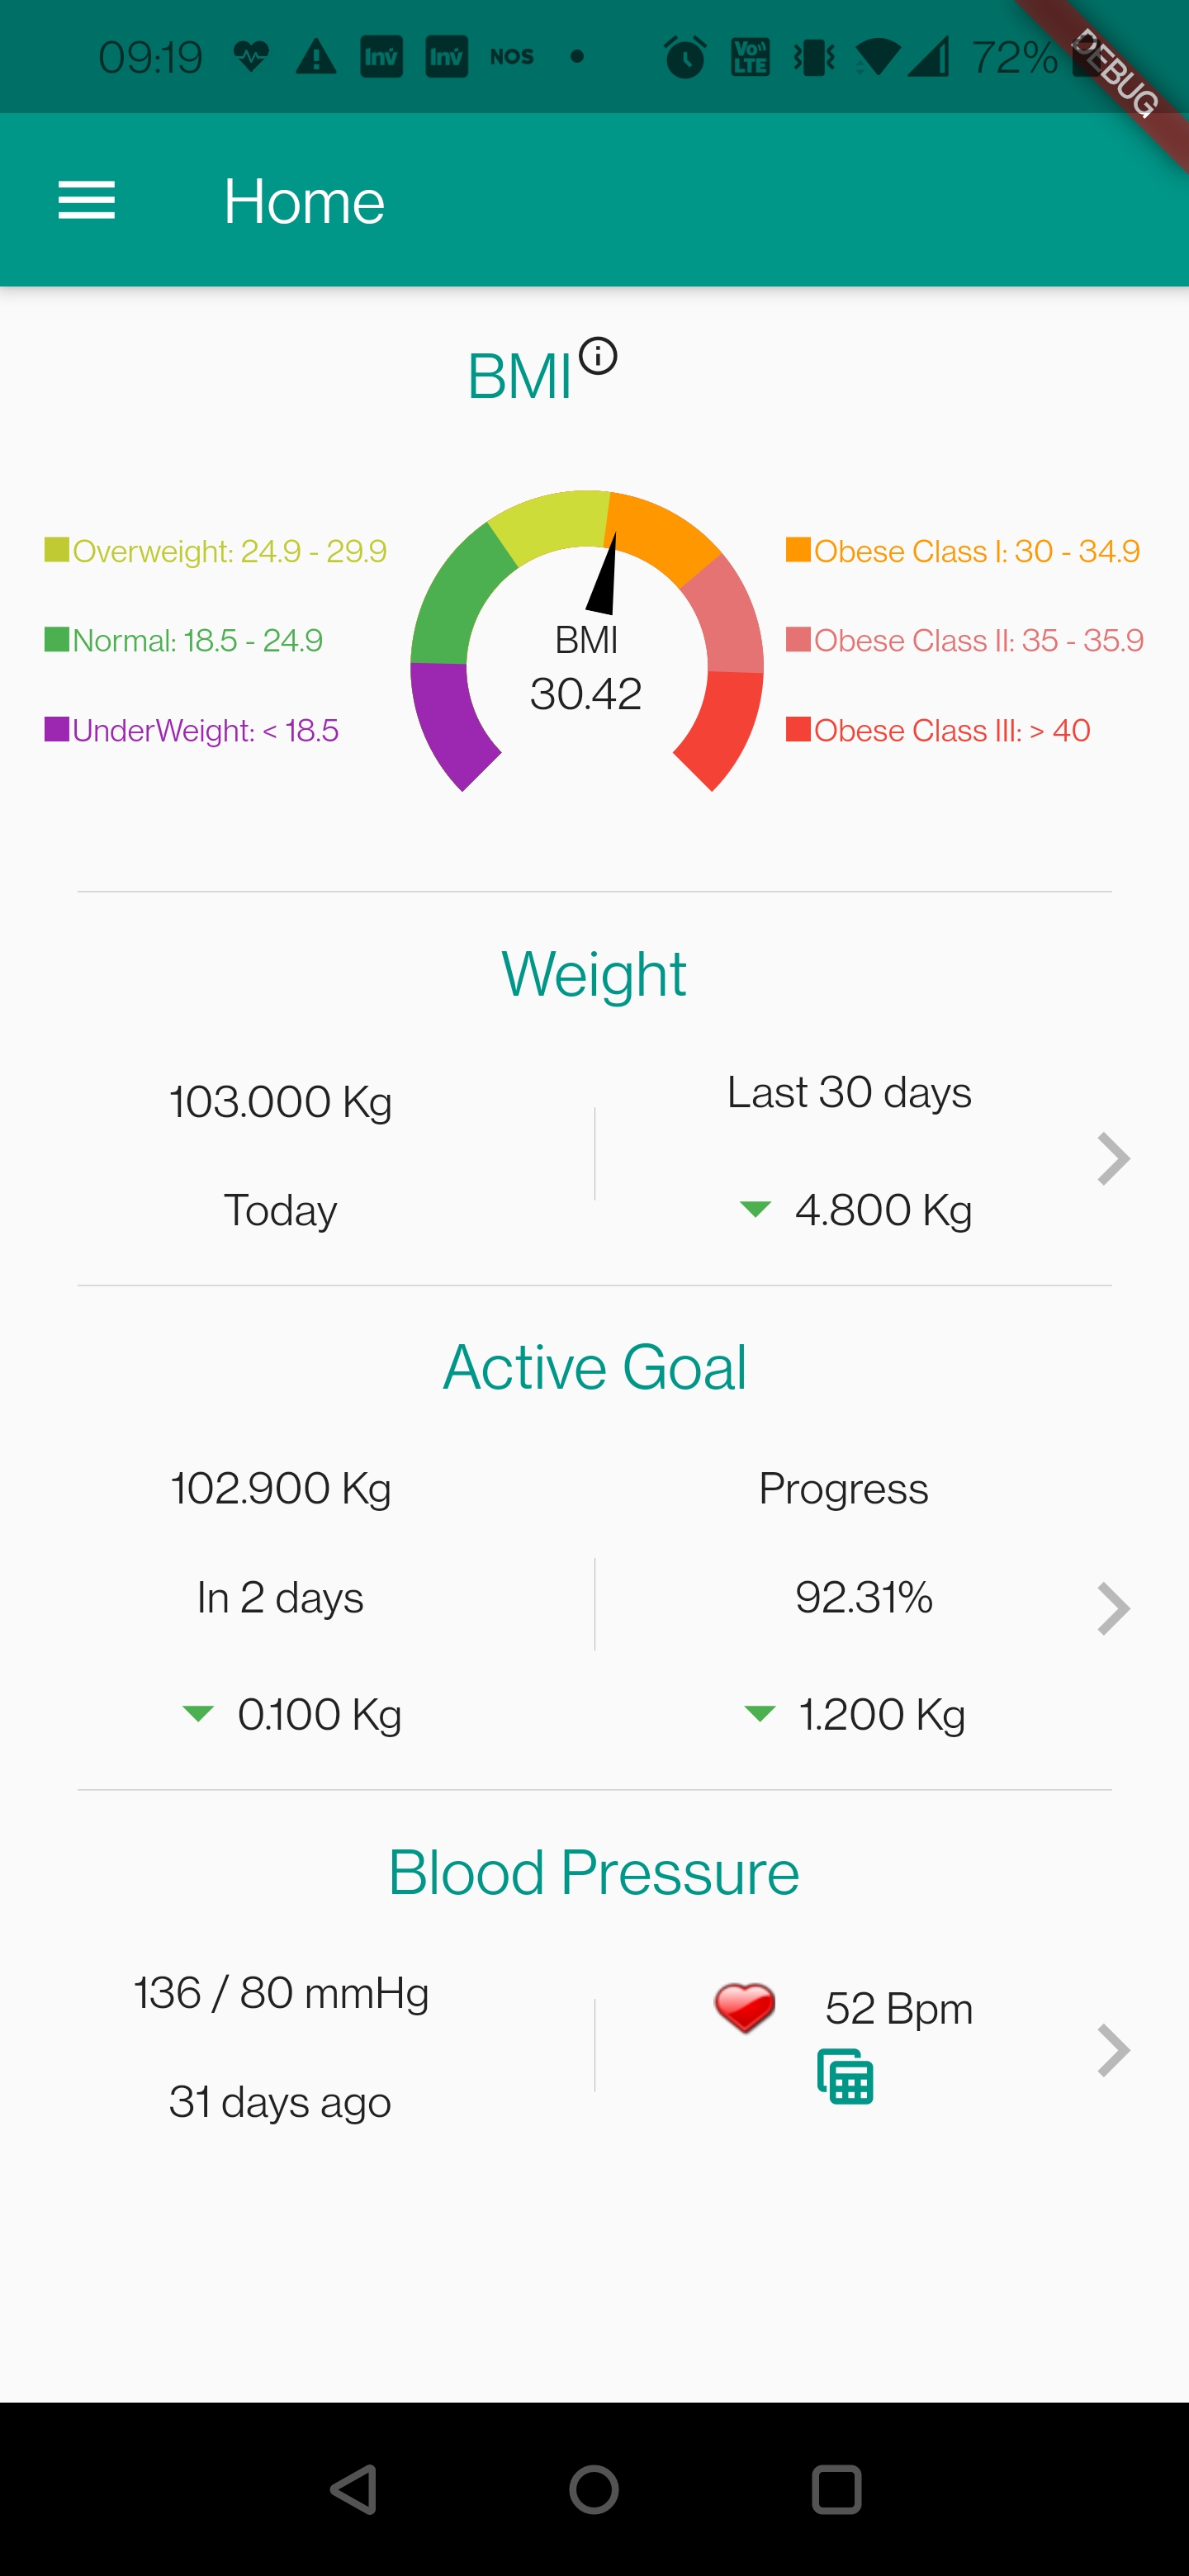 09:19 Inv Inv NOS VoLTE 72%
DEBUG
Home
BMI
Overweight: 24.9 - 29.9
Normal: 18.5 - 24.9
UnderWeight: < 18.5
BMI
30.42
Obese Class I: 30 - 34.9
Obese Class II: 35 - 35.9
Obese Class III: > 40
Weight
103.000 Kg
Today
Last 30 days
4.800 Kg
Active Goal
102.900 Kg
In 2 days
0.100 Kg
Progress
92.31%
1.200 Kg
Blood Pressure
136 / 80 mmHg
31 days ago
52 Bpm